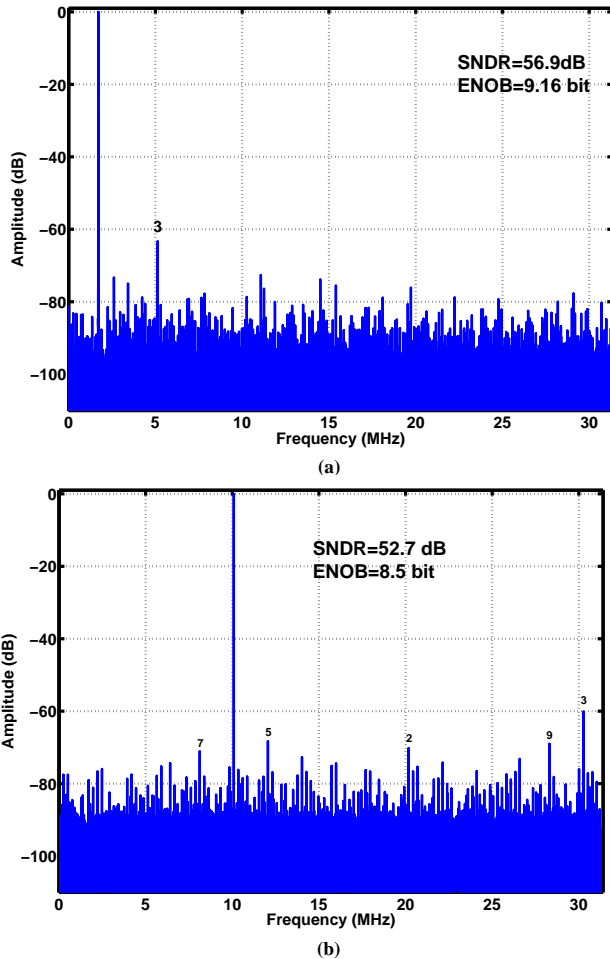 0
−20
−40
−60
−80
−100
Amplitude (dB)
SNDR=56.9dB
ENOB=9.16 bit
3
0 5 10 15 20 25 30
Frequency (MHz)
(a)
0
−20
−40
−60
−80
−100
Amplitude (dB)
SNDR=52.7 dB
ENOB=8.5 bit
7 5 2 9 3
0 5 10 15 20 25 30
Frequency (MHz)
(b)